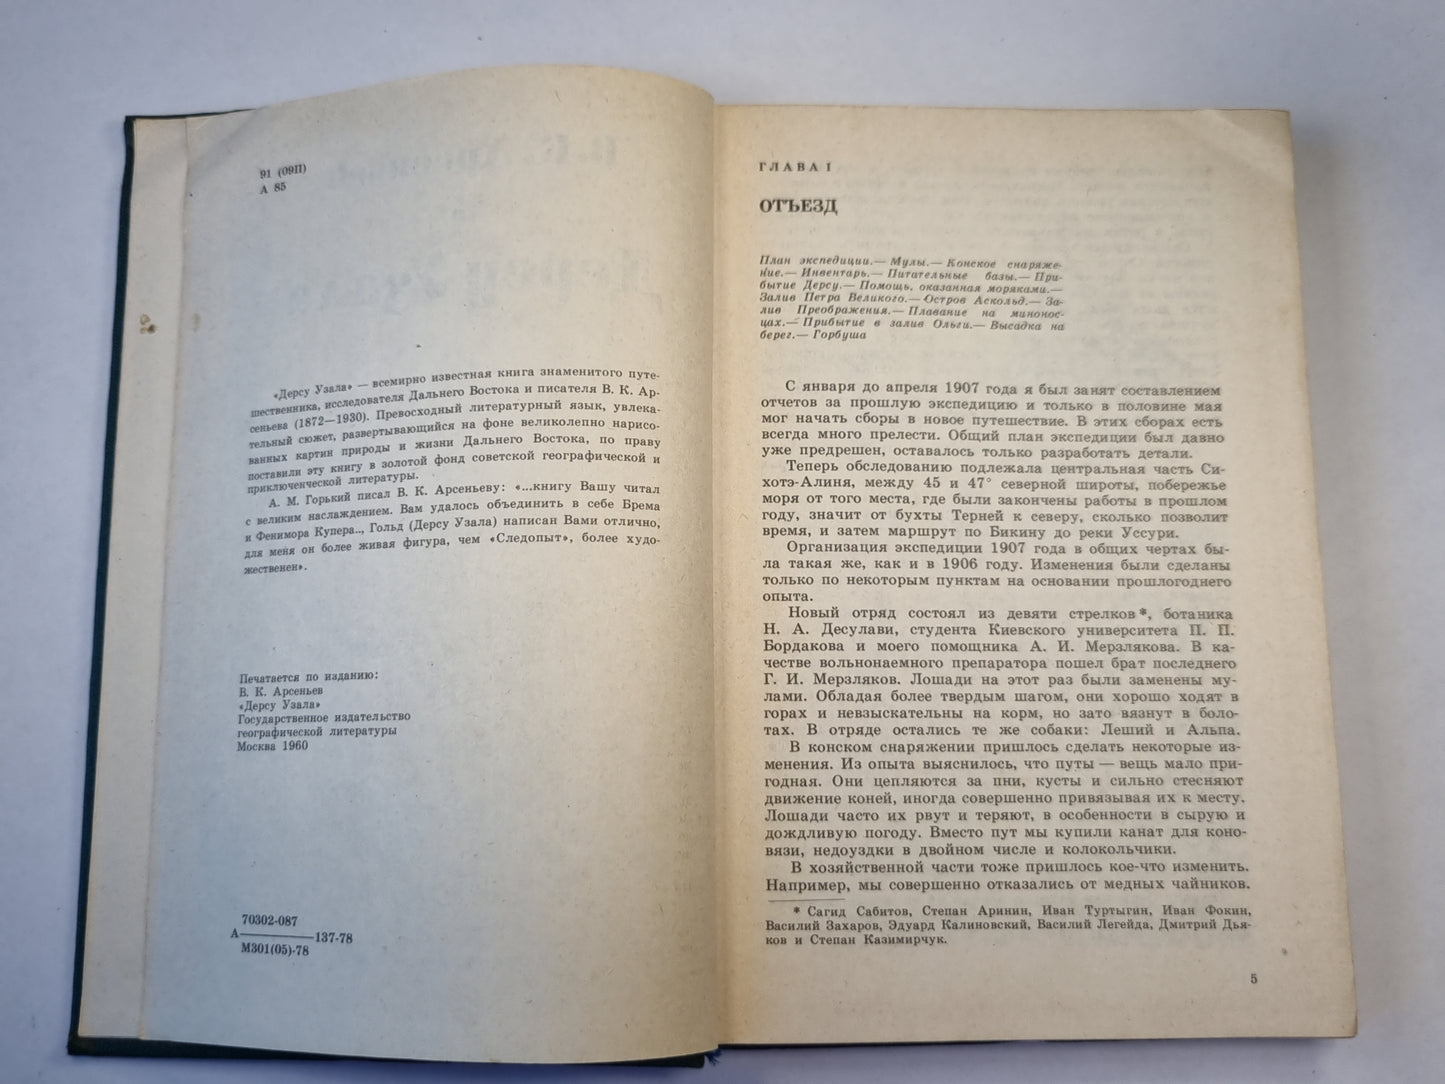 91 (09П)
А 85
«Дерсу Узала» — всемирно известная книга знаменитого путе-
шественника, исследователя Дальнего Востока и писателя В. К. Ар-
сеньева (1872—1930). Превосходный литературный язык, увлека-
тельный сюжет, развертывающийся на фоне великолепно нарисо-
ванных картин природы и жизни Дальнего Востока, по праву
поставили эту книгу в золотой фонд советской географической и
приключенческой литературы.
А. М. Горький писал В. К. Арсеньеву: «...книгу Вашу читал
с великим наслаждением. Вам удалось объединить в себе Брема
и Фенимора Купера.., Гольд (Дерсу Узала) написан Вами отлично,
для меня он более живая фигура, чем «Следопыт», более худо-
жественен».
Печатается по изданию:
В. К. Арсеньев
«Дерсу Узала»
Государственное издательство
географической литературы
Москва 1960
70302-087
А————137-78
М301(05)-78
ГЛАВА I
ОТЪЕЗД
План экспедиции.— Мулы.— Конское снаряже-
ние.— Инвентарь.— Питательные базы.— При-
бытие Дерсу.— Помощь, оказанная моряками.—
Залив Петра Великого.— Остров Аскольд.— За-
лив Преображения.— Плавание на минонос-
цах.— Прибытие в залив Ольги.— Высадка на
берег.— Горбуша
С января до апреля 1907 года я был занят составлением
отчетов за прошлую экспедицию и только в половине мая
мог начать сборы в новое путешествие. В этих сборах есть
всегда много прелести. Общий план экспедиции был давно
уже предрешен, оставалось только разработать детали.
Теперь обследованию подлежала центральная часть Си-
хотэ-Алиня, между 45 и 47° северной широты, побережье
моря от того места, где были закончены работы в прошлом
году, значит от бухты Терней к северу, сколько позволит
время, и затем маршрут по Бикину до реки Уссури.
Организация экспедиции 1907 года в общих чертах бы-
ла такая же, как и в 1906 году. Изменения были сделаны
только по некоторым пунктам на основании прошлогоднего
опыта.
Новый отряд состоял из девяти стрелков*, ботаника
Н. А. Десулави, студента Киевского университета П. П.
Бордакова и моего помощника А. И. Мерзлякова. В ка-
честве вольнонаемного препаратора пошел брат последнего
Г. И. Мерзляков. Лошади на этот раз были заменены му-
лами. Обладая более твердым шагом, они хорошо ходят в
горах и невзыскательны на корм, но зато вязнут в боло-
тах. В отряде остались те же собаки: Леший и Альпа.
В конском снаряжении пришлось сделать некоторые из-
менения. Из опыта выяснилось, что путы — вещь мало при-
годная. Они цепляются за пни, кусты и сильно стесняют
движение коней, иногда совершенно привязывая их к месту.
Лошади часто их рвут и теряют, в особенности в сырую и
дождливую погоду. Вместо пут мы купили канат для коно-
вязи, недоуздки в двойном числе и колокольчики.
В хозяйственной части тоже пришлось кое-что изменить.
Например, мы совершенно отказались от медных чайников.
* Сагид Сабитов, Степан Аринин, Иван Туртыгин, Иван Фокин,
Василий Захаров, Эдуард Калиновский, Василий Легейда, Дмитрий Дья-
ков и Степан Казимирчук.
5